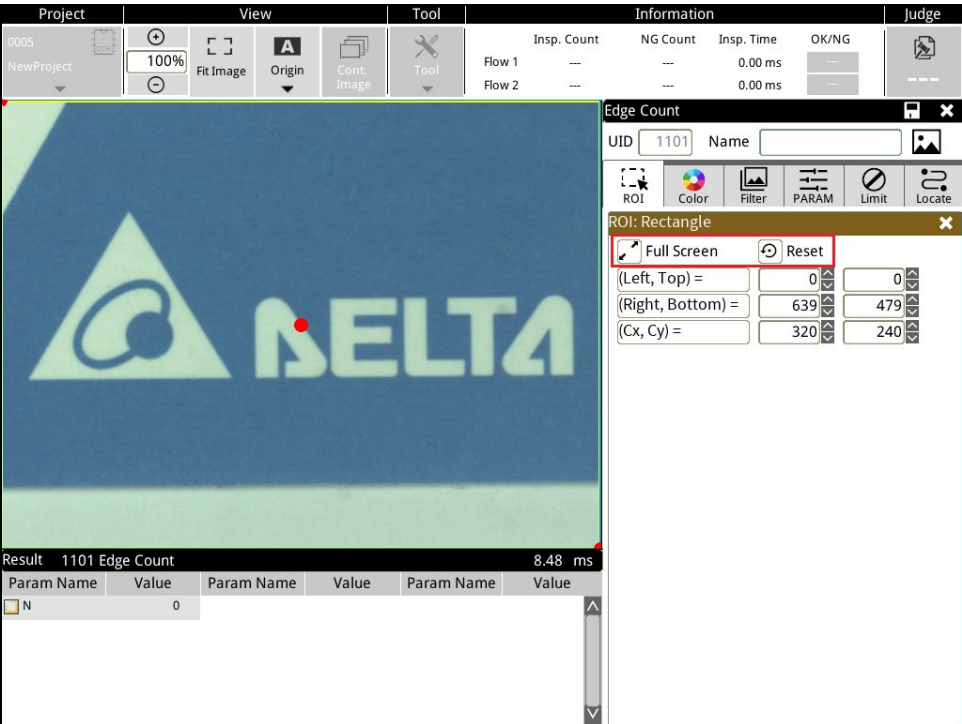 Project View Tool Information Judge
0005
NewProject
100%
Fit Image
A
Origin
Cont.
Image
Tool
Insp. Count NG Count Insp. Time OK/NG
Flow 1 --- --- 0.00 ms —
Flow 2 --- --- 0.00 ms —
---
Edge Count
UID 1101 Name
ROI Color Filter PARAM Limit Locate
ROI: Rectangle
Full Screen Reset
(Left, Top) = 0 0
(Right, Bottom) = 639 479
(Cx, Cy) = 320 240
DELTA
Result 1101 Edge Count 8.48 ms
Param Name Value Param Name Value Param Name Value
N 0